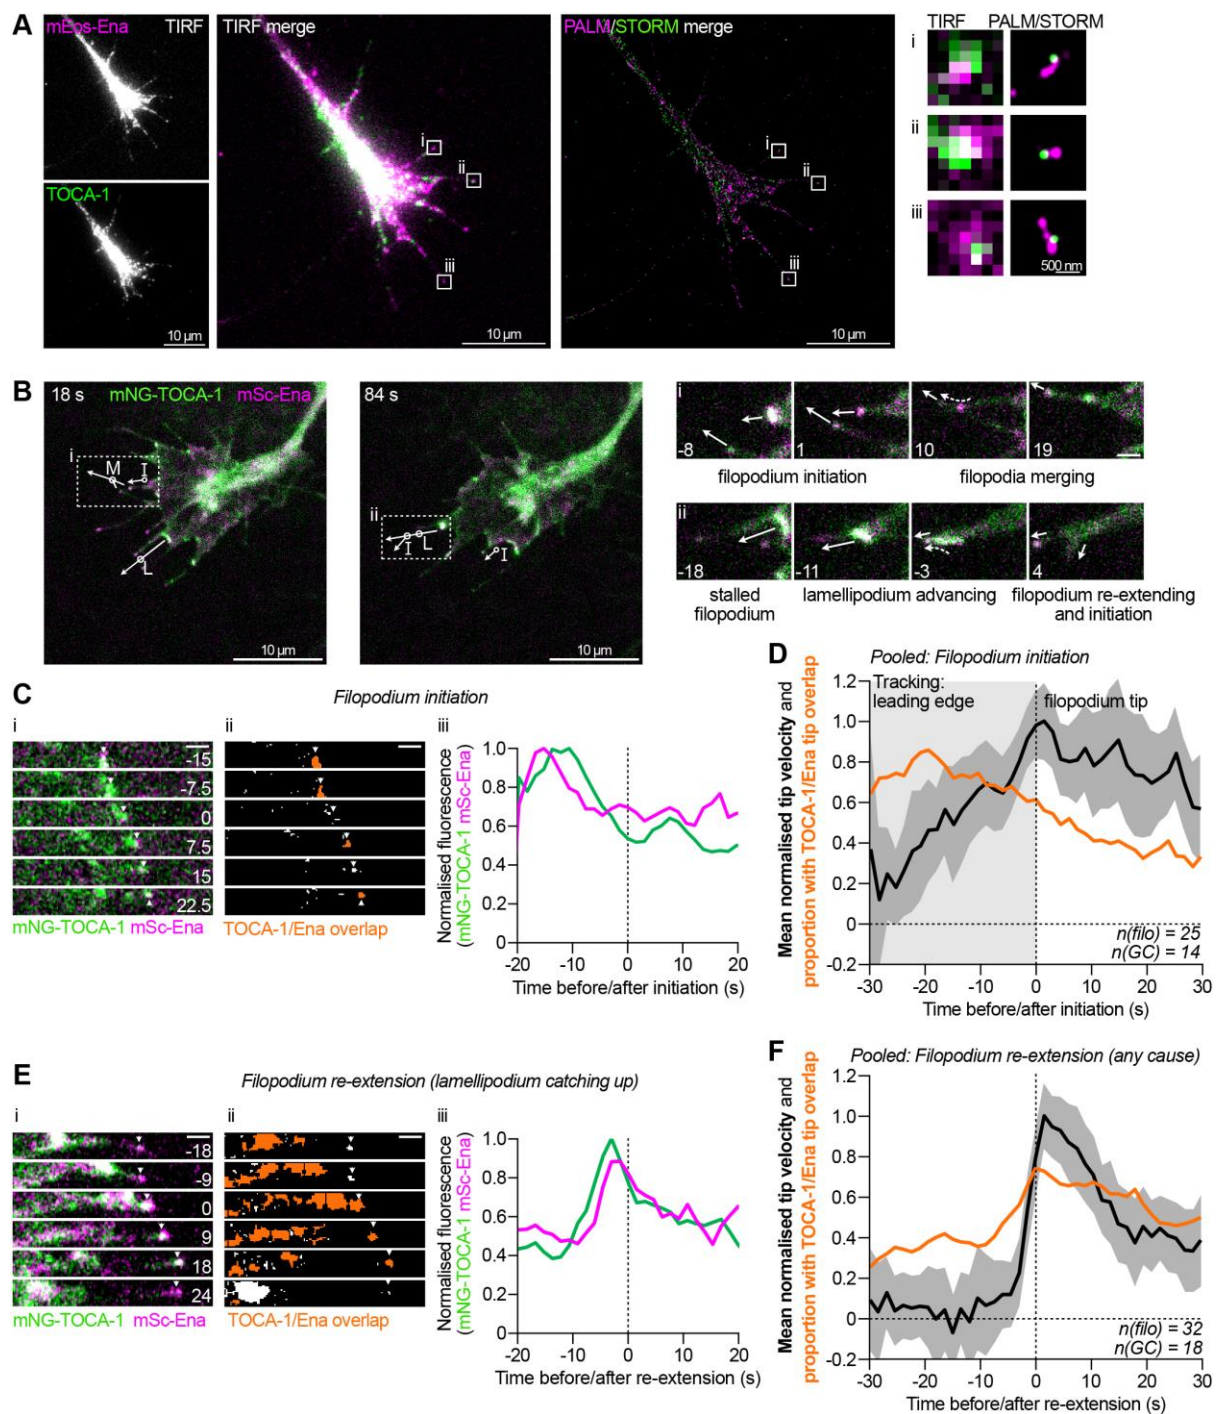 A
mEos-Ena TIRF
TOCA-1
10 µm
TIRF merge
i
ii
iii
10 µm
PALM/STORM merge
i
ii
iii
10 µm
TIRF PALM/STORM
i
ii
iii
500 nm
B
18 s mNG-TOCA-1 mSc-Ena
i
M
I
L
10 µm
84 s
ii
I
L
I
10 µm
i
-8
1
10
19
filopodium initiation
filopodia merging
ii
-18
-11
-3
4
stalled
filopodium
lamellipodium advancing
filopodium re-extending
and initiation
C
Filopodium initiation
i
-15
-7.5
0
7.5
15
22.5
mNG-TOCA-1 mSc-Ena
ii
TOCA-1/Ena overlap
iii
Normalised fluorescence
(mNG-TOCA-1 mSc-Ena)
1.0
0.8
0.6
0.4
0.2
0
-20 -10 0 10 20
Time before/after initiation (s)
D
Pooled: Filopodium initiation
Tracking:
leading edge
filopodium tip
Mean normalised tip velocity and
proportion with TOCA-1/Ena tip overlap
1.2
1.0
0.8
0.6
0.4
0.2
0
-0.2
n(filo) = 25
n(GC) = 14
-30 -20 -10 0 10 20 30
Time before/after initiation (s)
E
Filopodium re-extension (lamellipodium catching up)
i
-18
-9
0
9
18
24
mNG-TOCA-1 mSc-Ena
ii
TOCA-1/Ena overlap
iii
Normalised fluorescence
(mNG-TOCA-1 mSc-Ena)
1.0
0.8
0.6
0.4
0.2
0
-20 -10 0 10 20
Time before/after re-extension (s)
F
Pooled: Filopodium re-extension (any cause)
Mean normalised tip velocity and
proportion with TOCA-1/Ena tip overlap
1.2
1.0
0.8
0.6
0.4
0.2
0
-0.2
n(filo) = 32
n(GC) = 18
-30 -20 -10 0 10 20 30
Time before/after re-extension (s)